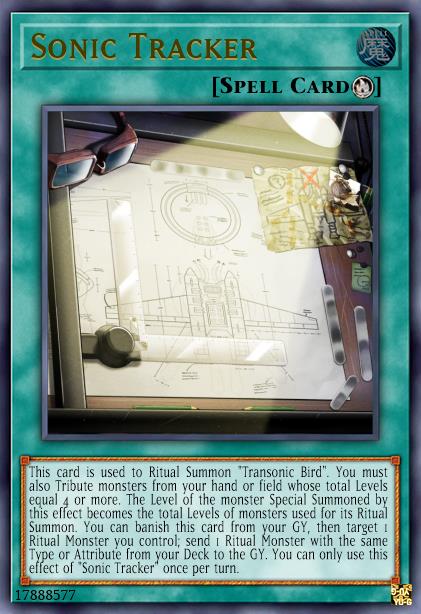 Sonic Tracker
魔
[Spell Card]
This card is used to Ritual Summon "Transonic Bird". You must
also Tribute monsters from your hand or field whose total Levels
equal 4 or more. The Level of the monster Special Summoned by
this effect becomes the total Levels of monsters used for its Ritual
Summon. You can banish this card from your GY, then target 1
Ritual Monster you control; send 1 Ritual Monster with the same
Type or Attribute from your Deck to the GY. You can only use this
effect of "Sonic Tracker" once per turn.
17888577